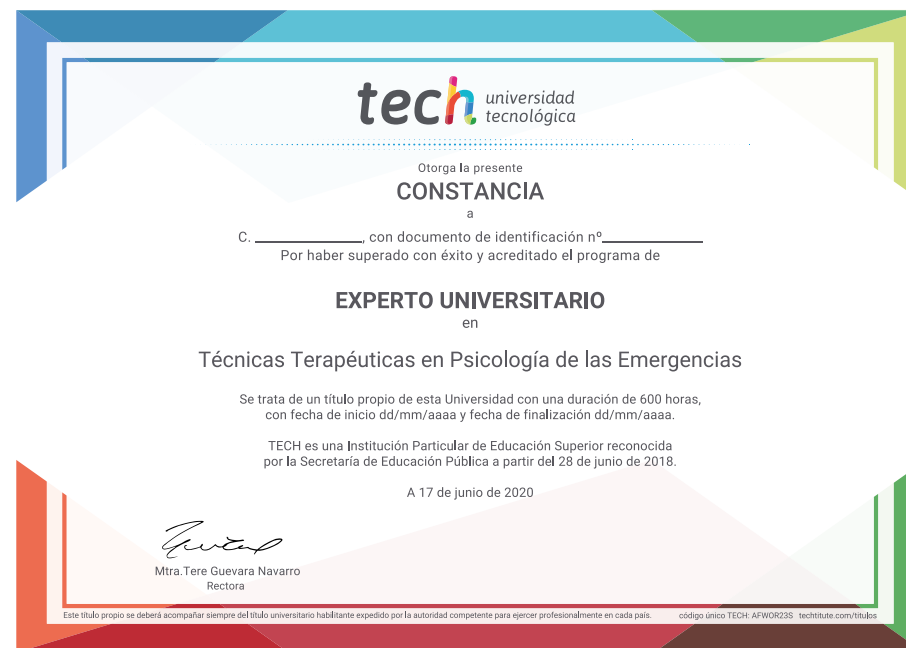 tech universidad
tecnológica
Otorga la presente
CONSTANCIA
a
C. ____________, con documento de identificación nº____________
Por haber superado con éxito y acreditado el programa de
EXPERTO UNIVERSITARIO
en
Técnicas Terapéuticas en Psicología de las Emergencias
Se trata de un título propio de esta Universidad con una duración de 600 horas,
con fecha de inicio dd/mm/aaaa y fecha de finalización dd/mm/aaaa.
TECH es una Institución Particular de Educación Superior reconocida
por la Secretaría de Educación Pública a partir del 28 de junio de 2018.
A 17 de junio de 2020
Mtra.Tere Guevara Navarro
Rectora
Este título propio se deberá acompañar siempre del título universitario habilitante expedido por la autoridad competente para ejercer profesionalmente en cada país. código único TECH: AFWOR23S techtitute.com/titulos